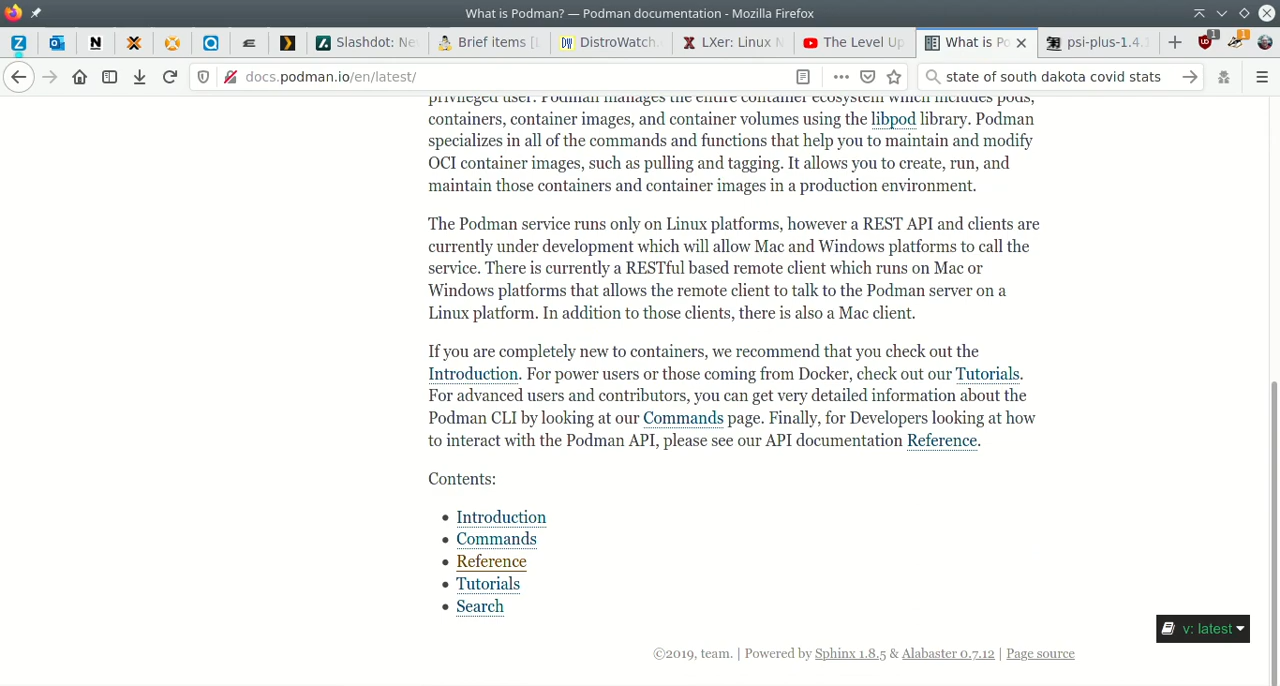 What is Podman? — Podman documentation - Mozilla Firefox
Slashdot: Ne
Brief items [L
DistroWatch.
LXer: Linux N
The Level Up
What is Po
psi-plus-1.4.1
1
1
docs.podman.io/en/latest/
state of south dakota covid stats
privileged user. Podman manages the entire container ecosystem which includes pods,
containers, container images, and container volumes using the libpod library. Podman
specializes in all of the commands and functions that help you to maintain and modify
OCI container images, such as pulling and tagging. It allows you to create, run, and
maintain those containers and container images in a production environment.
The Podman service runs only on Linux platforms, however a REST API and clients are
currently under development which will allow Mac and Windows platforms to call the
service. There is currently a RESTful based remote client which runs on Mac or
Windows platforms that allows the remote client to talk to the Podman server on a
Linux platform. In addition to those clients, there is also a Mac client.
If you are completely new to containers, we recommend that you check out the
Introduction. For power users or those coming from Docker, check out our Tutorials.
For advanced users and contributors, you can get very detailed information about the
Podman CLI by looking at our Commands page. Finally, for Developers looking at how
to interact with the Podman API, please see our API documentation Reference.
Contents:
Introduction
Commands
Reference
Tutorials
Search
v: latest
©2019, team. | Powered by Sphinx 1.8.5 & Alabaster 0.7.12 | Page source